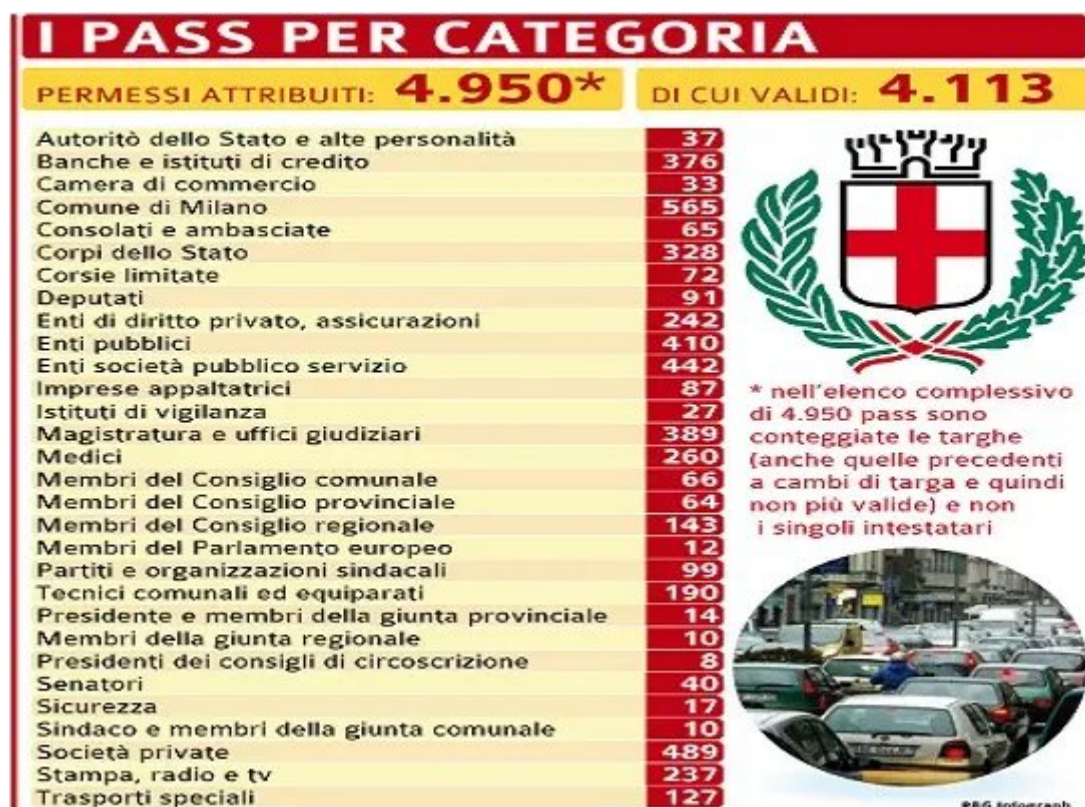 I PASS PER CATEGORIA
PERMESSI ATTRIBUITI: 4.950*
DI CUI VALIDI: 4.113
Autoritò dello Stato e alte personalità 37
Banche e istituti di credito 376
Camera di commercio 33
Comune di Milano 565
Consolati e ambasciate 65
Corpi dello Stato 328
Corsie limitate 72
Deputati 91
Enti di diritto privato, assicurazioni 242
Enti pubblici 410
Enti società pubblico servizio 442
Imprese appaltatrici 87
Istituti di vigilanza 27
Magistratura e uffici giudiziari 389
Medici 260
Membri del Consiglio comunale 66
Membri del Consiglio provinciale 64
Membri del Consiglio regionale 143
Membri del Parlamento europeo 12
Partiti e organizzazioni sindacali 99
Tecnici comunali ed equiparati 190
Presidente e membri della giunta provinciale 14
Membri della giunta regionale 10
Presidenti dei consigli di circoscrizione 8
Senatori 40
Sicurezza 17
Sindaco e membri della giunta comunale 10
Società private 489
Stampa, radio e tv 237
Trasporti speciali 127
* nell'elenco complessivo
di 4.950 pass sono
conteggiate le targhe
(anche quelle precedenti
a cambi di targa e quindi
non più valide) e non
i singoli intestatari